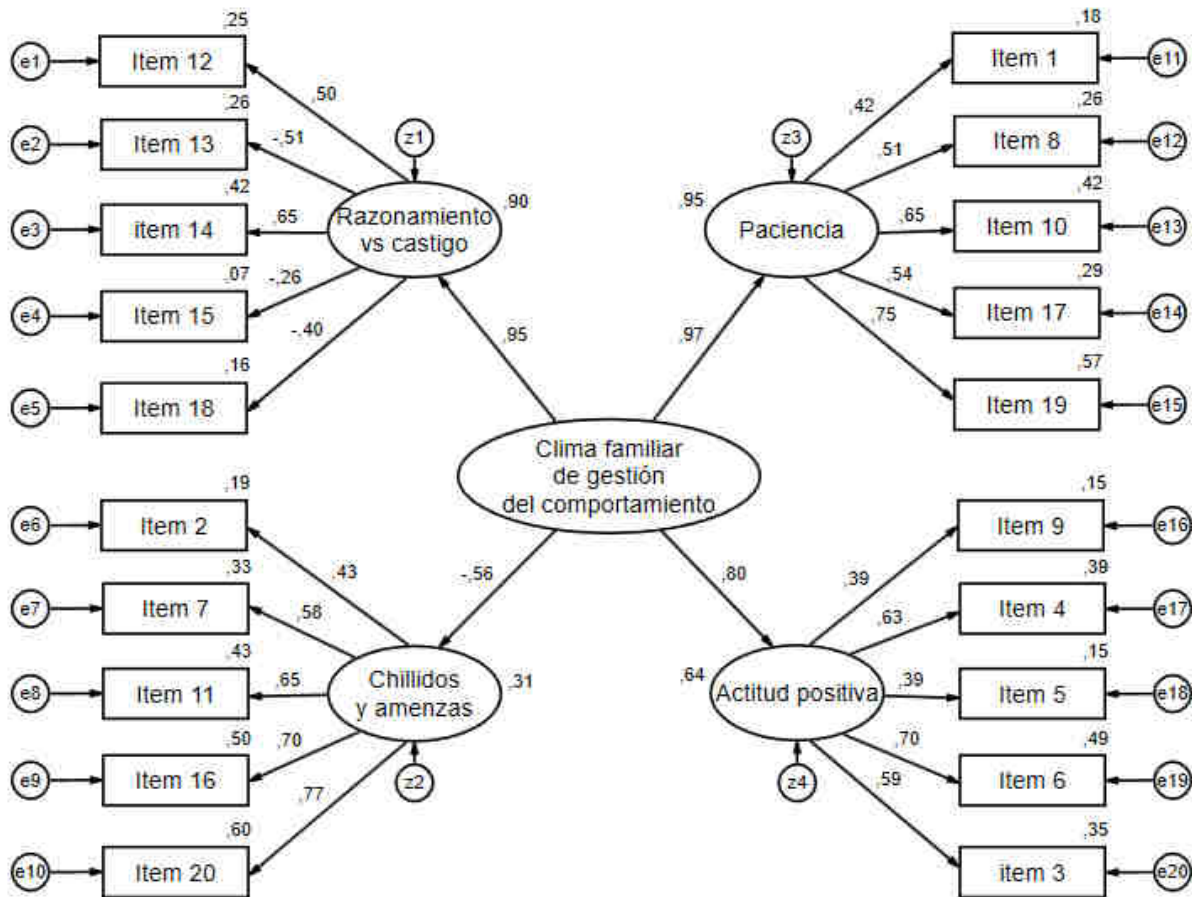 ,25
e1
Item 12
,50
,26
e2
Item 13
-,51
z1
,42
e3
item 14
,65
Razonamiento
vs castigo
,90
,07
e4
Item 15
-,26
,16
e5
Item 18
-,40
,95
,18
Item 1
e11
,42
,26
Item 8
e12
,51
z3
,42
Item 10
e13
,65
,95
Paciencia
,29
Item 17
e14
,54
,57
Item 19
e15
,75
,97
Clima familiar
de gestión
del comportamiento
,19
e6
Item 2
,43
-,56
,33
e7
Item 7
,58
,43
e8
Item 11
,65
Chillidos
y amenzas
,31
,50
e9
Item 16
,70
z2
,60
e10
Item 20
,77
,15
Item 9
e16
,39
,80
,39
Item 4
e17
,63
,15
Item 5
e18
,39
,64
Actitud positiva
,49
Item 6
e19
,70
z4
,35
item 3
e20
,59